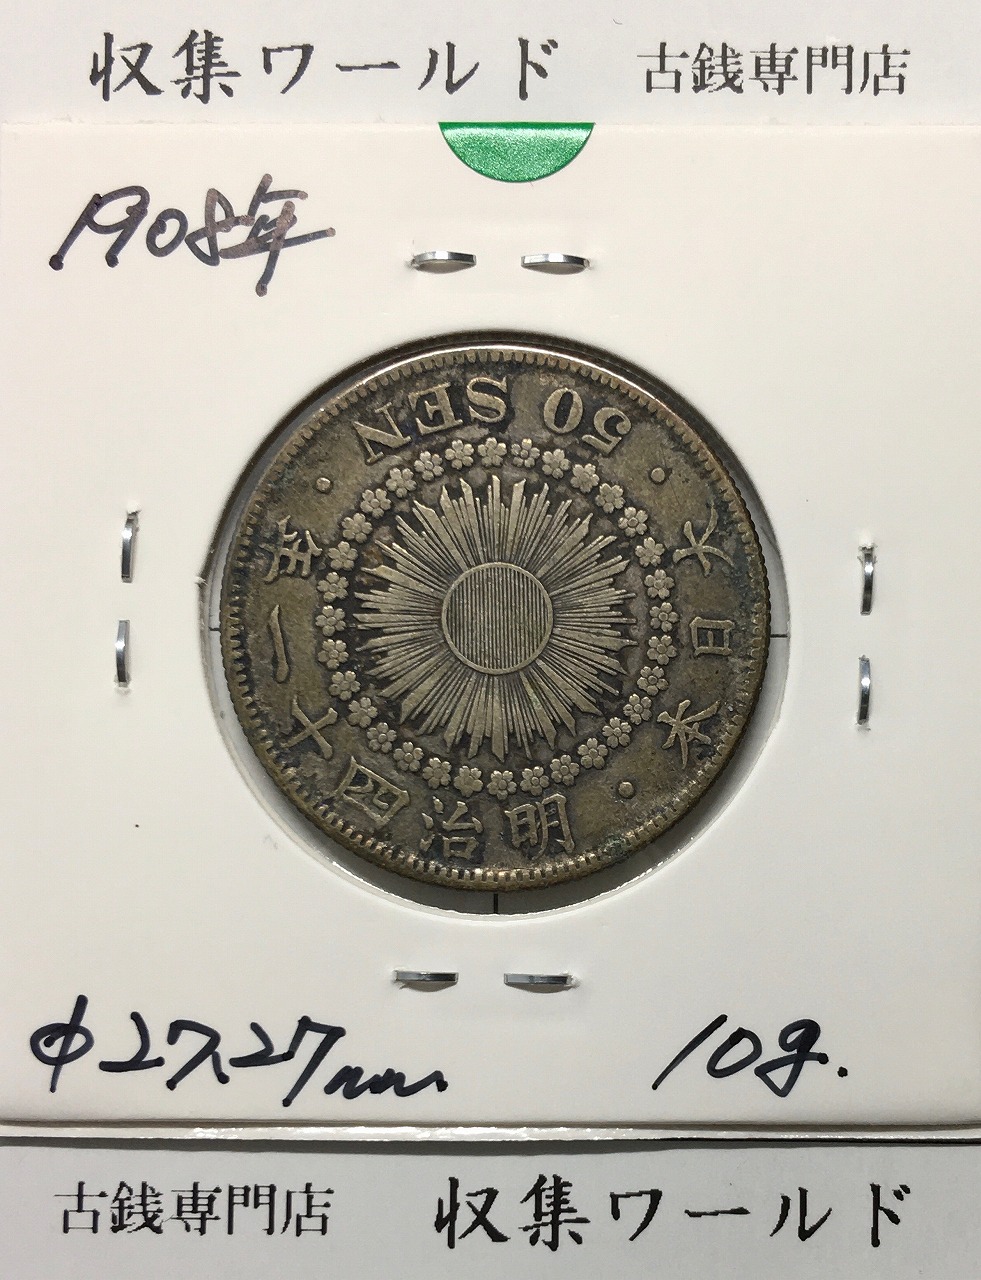 収集ワールド 古銭専門店
1908年
50 SEN
大日本
明治四十一年
φ27.27mm 10g.
古銭専門店 収集ワールド